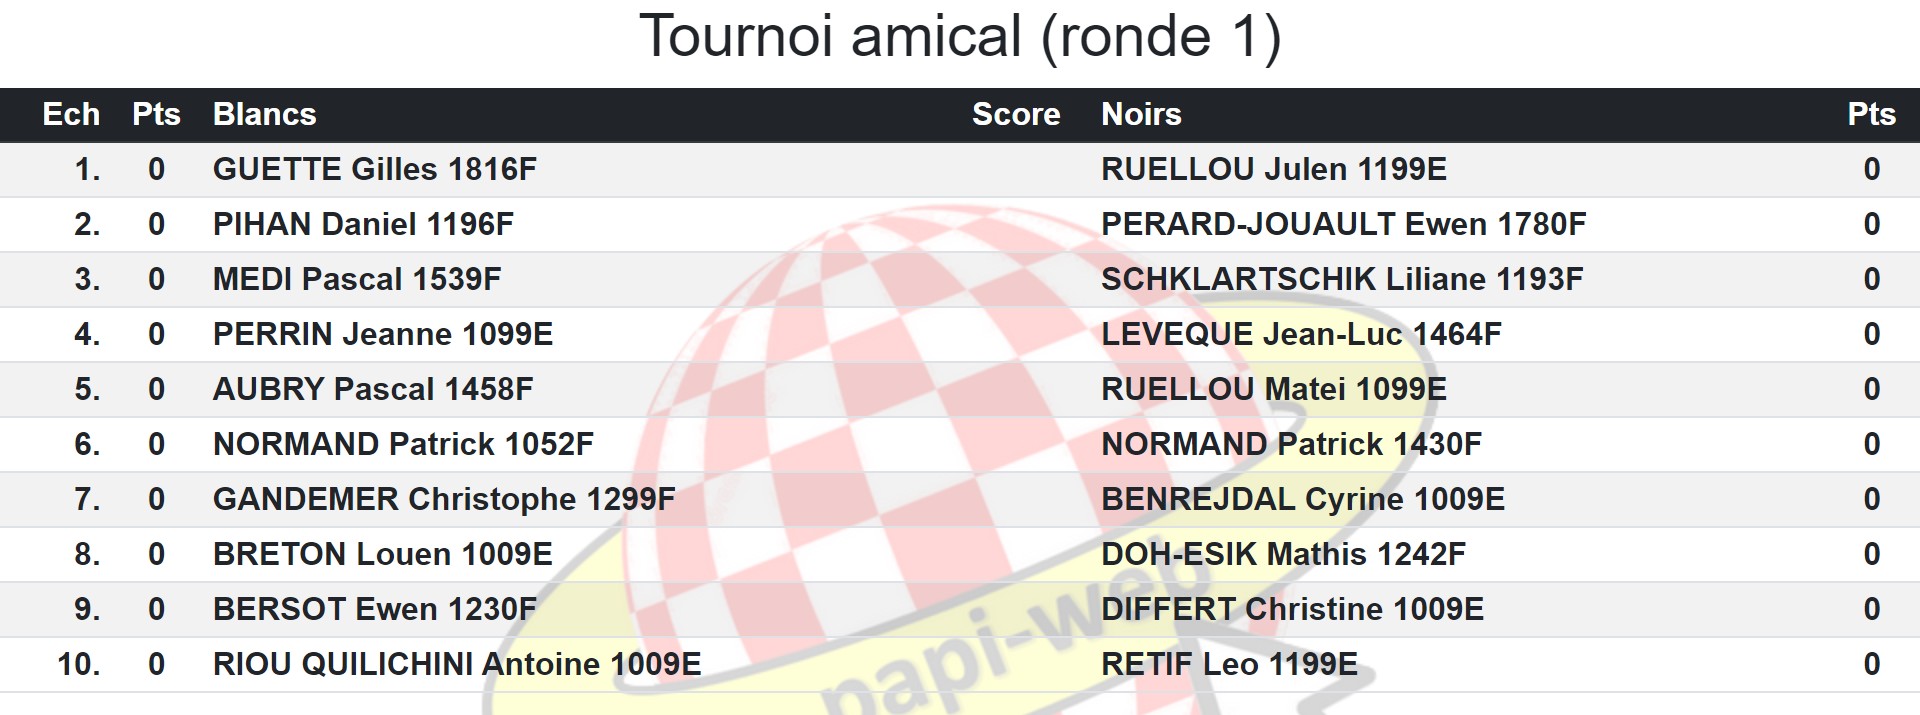 Tournoi amical (ronde 1)
Ech Pts Blancs Score Noirs Pts
1. 0 GUETTE Gilles 1816F RUELLOU Julen 1199E 0
2. 0 PIHAN Daniel 1196F PERARD-JOUAULT Ewen 1780F 0
3. 0 MEDI Pascal 1539F SCHKLARTSCHIK Liliane 1193F 0
4. 0 PERRIN Jeanne 1099E LEVEQUE Jean-Luc 1464F 0
5. 0 AUBRY Pascal 1458F RUELLOU Matei 1099E 0
6. 0 NORMAND Patrick 1052F NORMAND Patrick 1430F 0
7. 0 GANDEMER Christophe 1299F BENREJDAL Cyrine 1009E 0
8. 0 BRETON Louen 1009E DOH-ESIK Mathis 1242F 0
9. 0 BERSOT Ewen 1230F DIFFERT Christine 1009E 0
10. 0 RIOU QUILICHINI Antoine 1009E RETIF Leo 1199E 0
papi-web